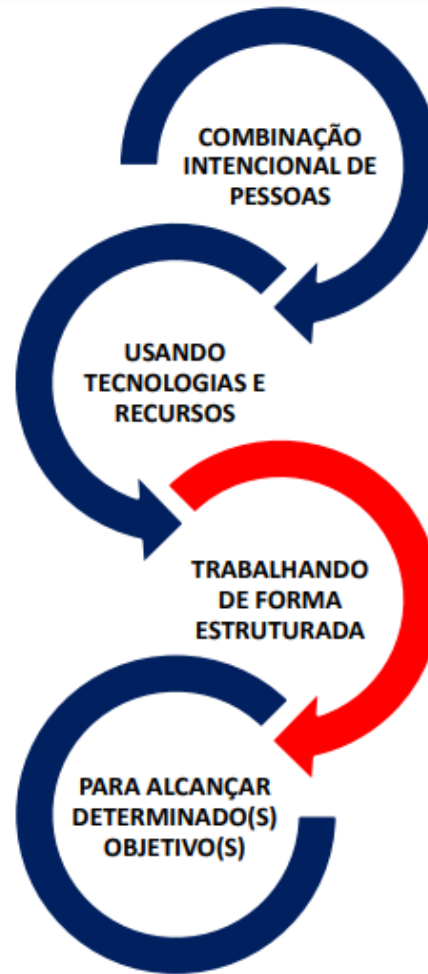 COMBINAÇÃO
INTENCIONAL DE
PESSOAS
USANDO
TECNOLOGIAS E
RECURSOS
TRABALHANDO
DE FORMA
ESTRUTURADA
PARA ALCANÇAR
DETERMINADO(S)
OBJETIVO(S)